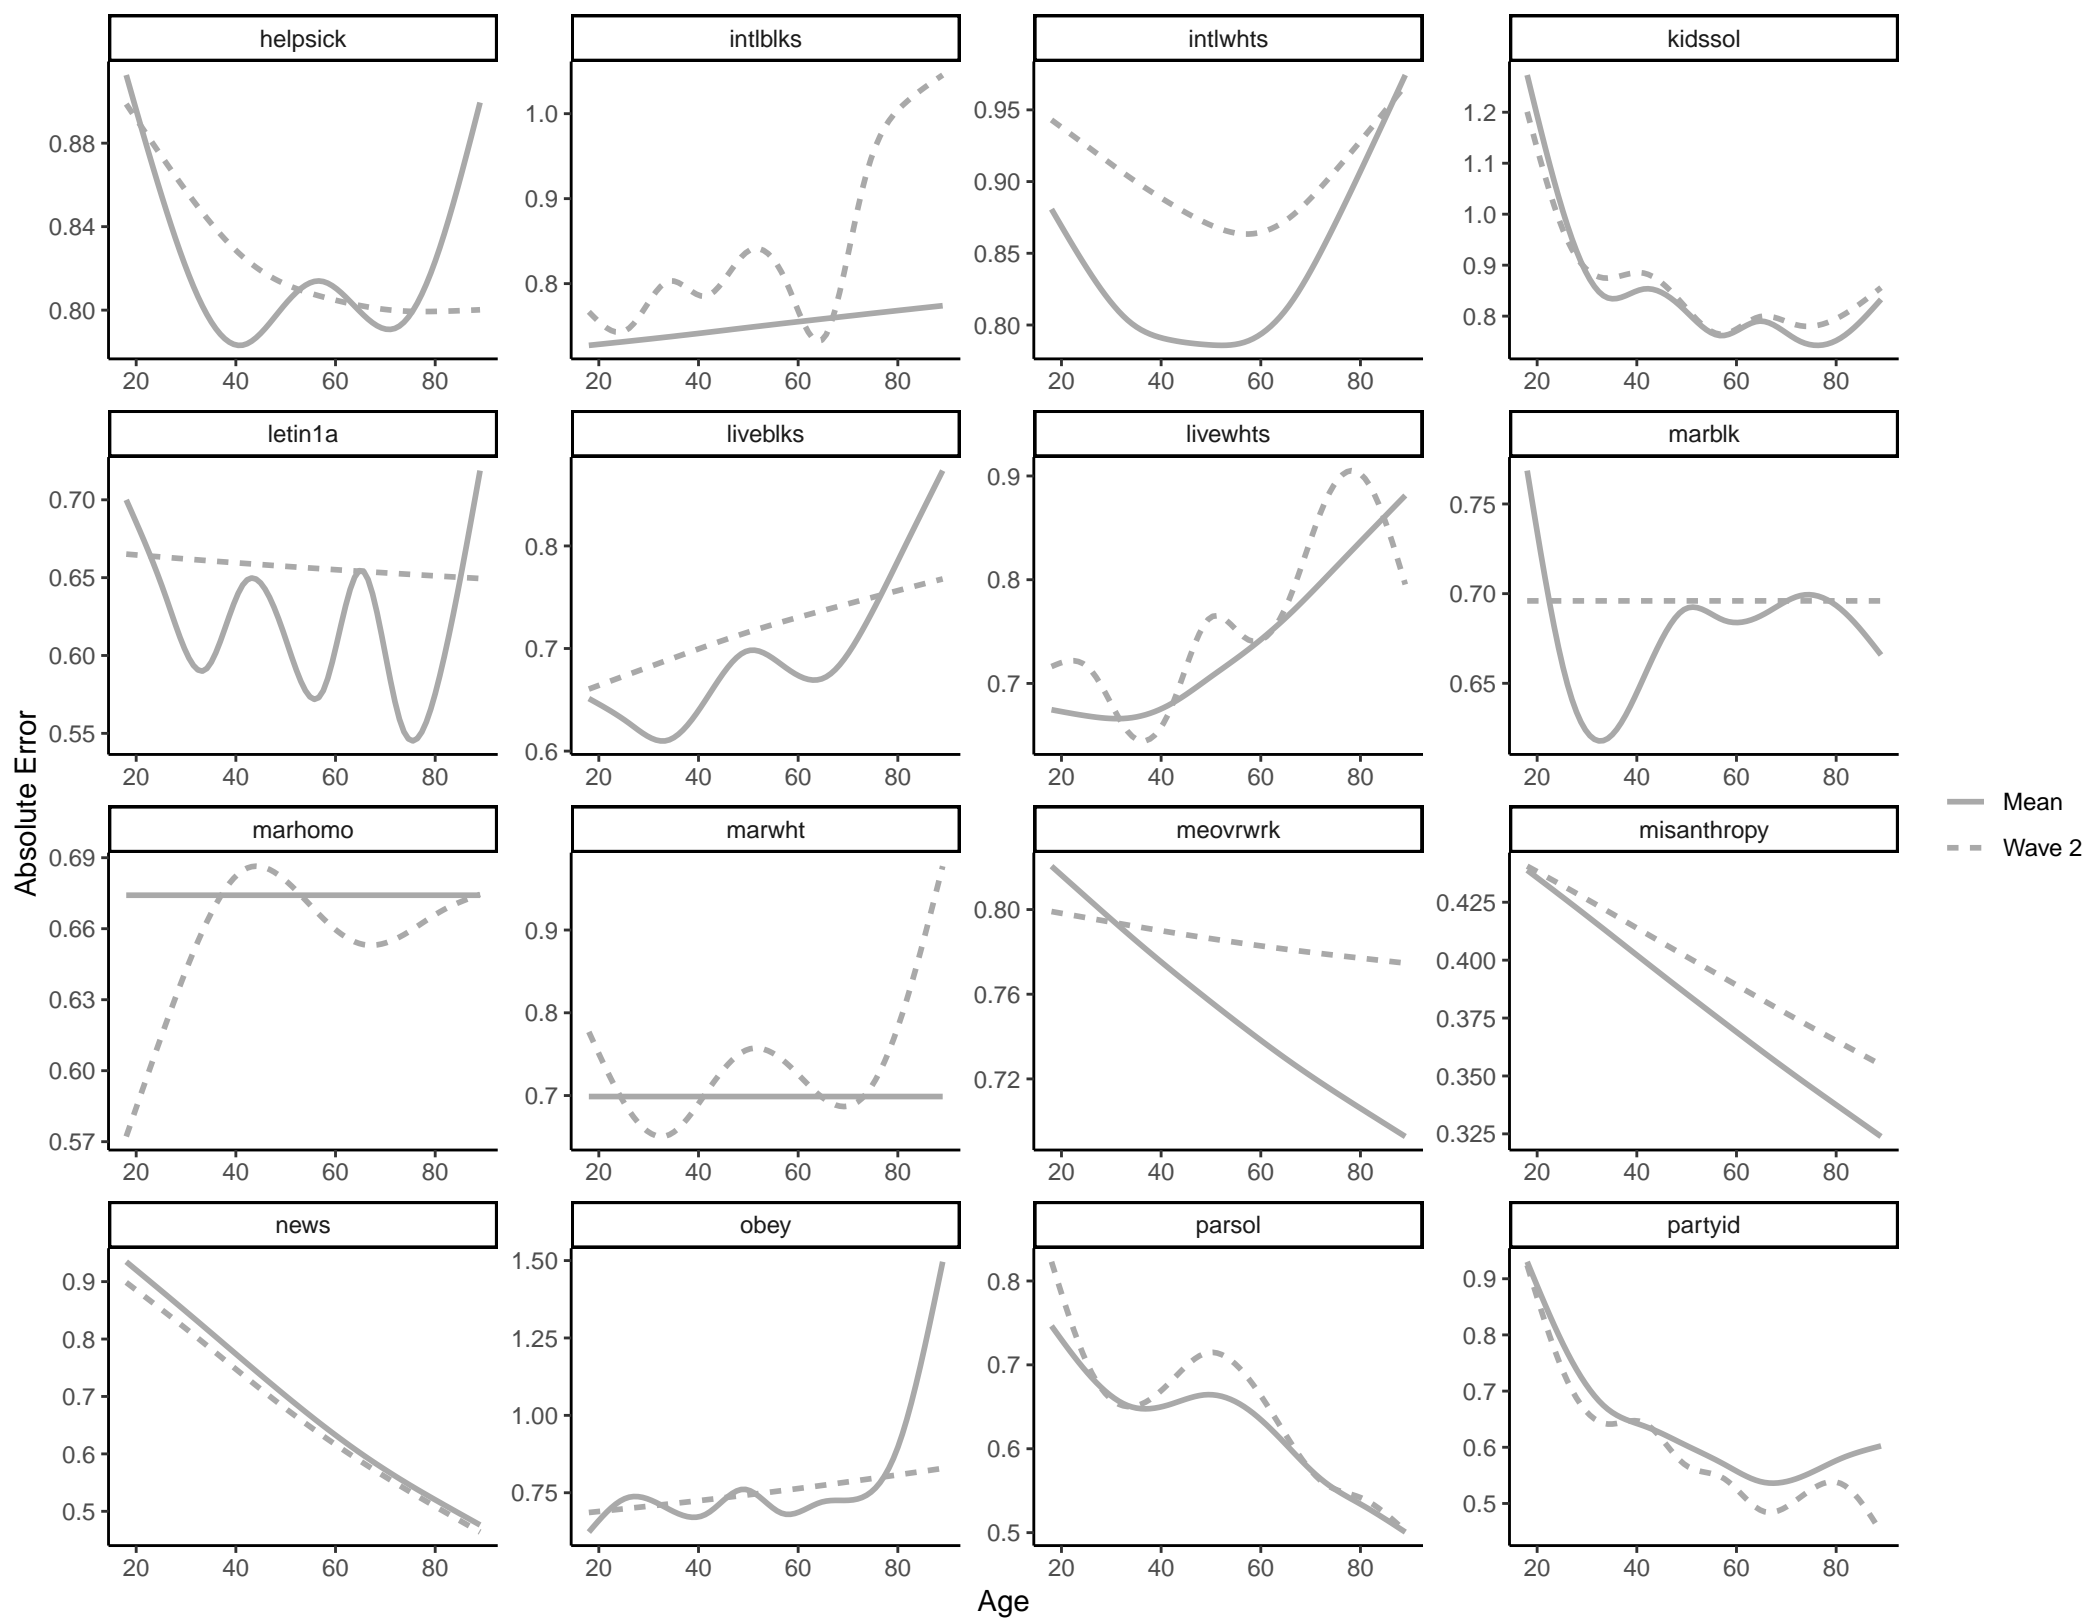 helpsick intlblks intlwhts kidssol
0.88 0.84 0.80
1.0 0.9 0.8
0.95 0.90 0.85 0.80
1.2 1.1 1.0 0.9 0.8
20 40 60 80 20 40 60 80 20 40 60 80 20 40 60 80
letin1a liveblks livewhts marblk
0.70 0.65 0.60 0.55
0.8 0.7 0.6
0.9 0.8 0.7
0.75 0.70 0.65
20 40 60 80 20 40 60 80 20 40 60 80 20 40 60 80
Absolute Error
marhomo marwht meovrwrk misanthropy
0.69 0.66 0.63 0.60 0.57
0.9 0.8 0.7
0.80 0.76 0.72
0.425 0.400 0.375 0.350 0.325
20 40 60 80 20 40 60 80 20 40 60 80 20 40 60 80
Mean
Wave 2
news obey parsol partyid
0.9 0.8 0.7 0.6 0.5
1.50 1.25 1.00 0.75
0.8 0.7 0.6 0.5
0.9 0.8 0.7 0.6 0.5
20 40 60 80 20 40 60 80 20 40 60 80 20 40 60 80
Age